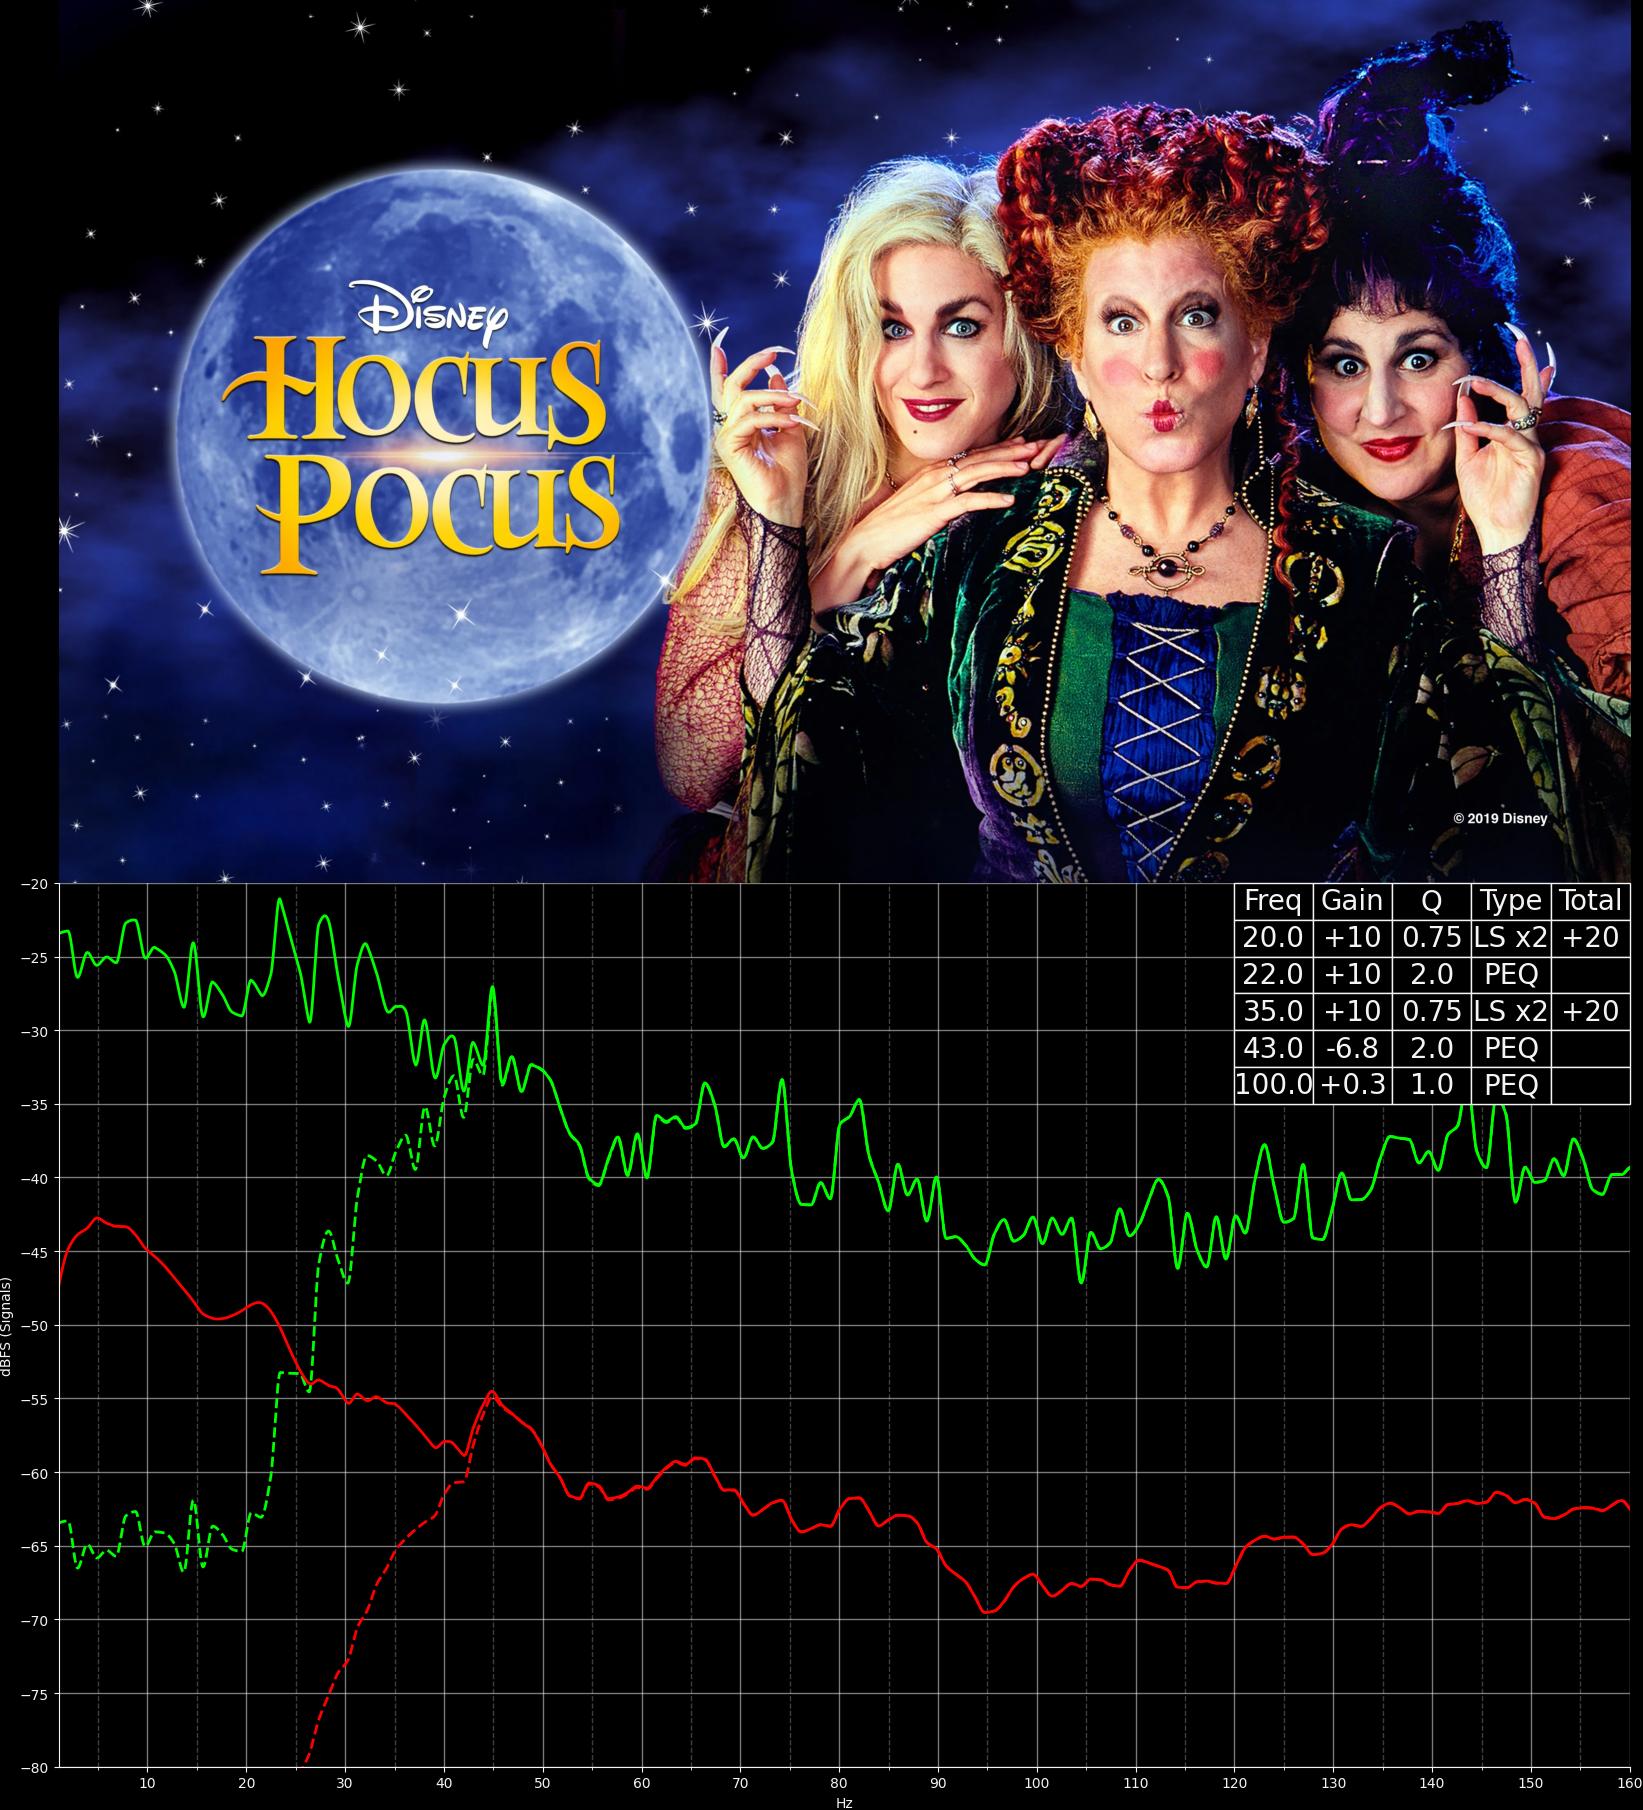 Disney
HOCUS
POCUS
© 2019 Disney
Freq Gain Q Type Total
20.0 +10 0.75 LS x2 +20
22.0 +10 2.0 PEQ
35.0 +10 0.75 LS x2 +20
43.0 -6.8 2.0 PEQ
100.0 +0.3 1.0 PEQ
−20
−25
−30
−35
−40
−45
−50
−55
−60
−65
−70
−75
−80
dBFS (Signals)
10 20 30 40 50 60 70 80 90 100 110 120 130 140 150 160
Hz